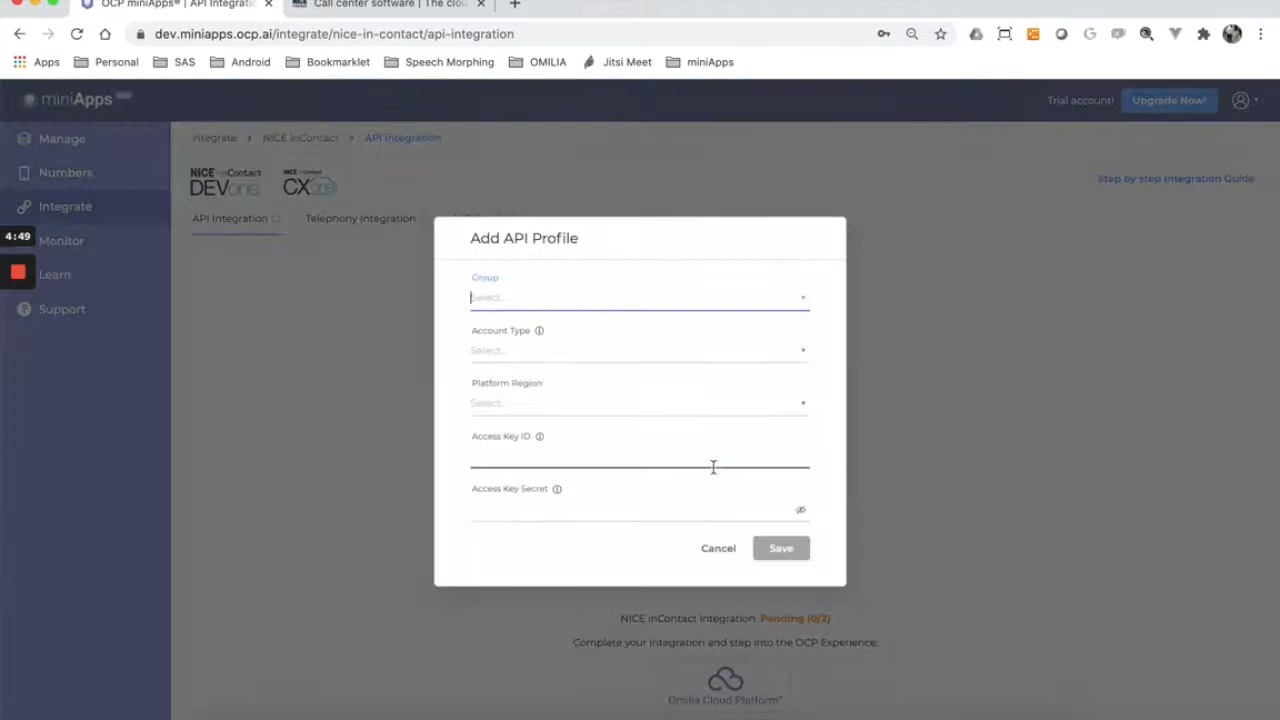 OCP miniApps® | API Integratio
Call center software | The clou
dev.miniapps.ocp.ai/integrate/nice-in-contact/api-integration
Apps Personal SAS Android Bookmarklet Speech Morphing OMILIA Jitsi Meet miniApps
miniApps
Trial account! Upgrade Now!
Manage
Numbers
Integrate
4:49
Monitor
Learn
Support
Integrate > NICE inContact > API Integration
NICE inContact
DEVone
CXone
Step by step Integration Guide
API Integration Telephony Integration
Add API Profile
Group
Select...
Account Type
Select...
Platform Region
Select...
Access Key ID
Access Key Secret
Cancel Save
NICE inContact Integration: Pending (0/2)
Complete your integration and step into the OCP Experience.
Omilia Cloud Platform™